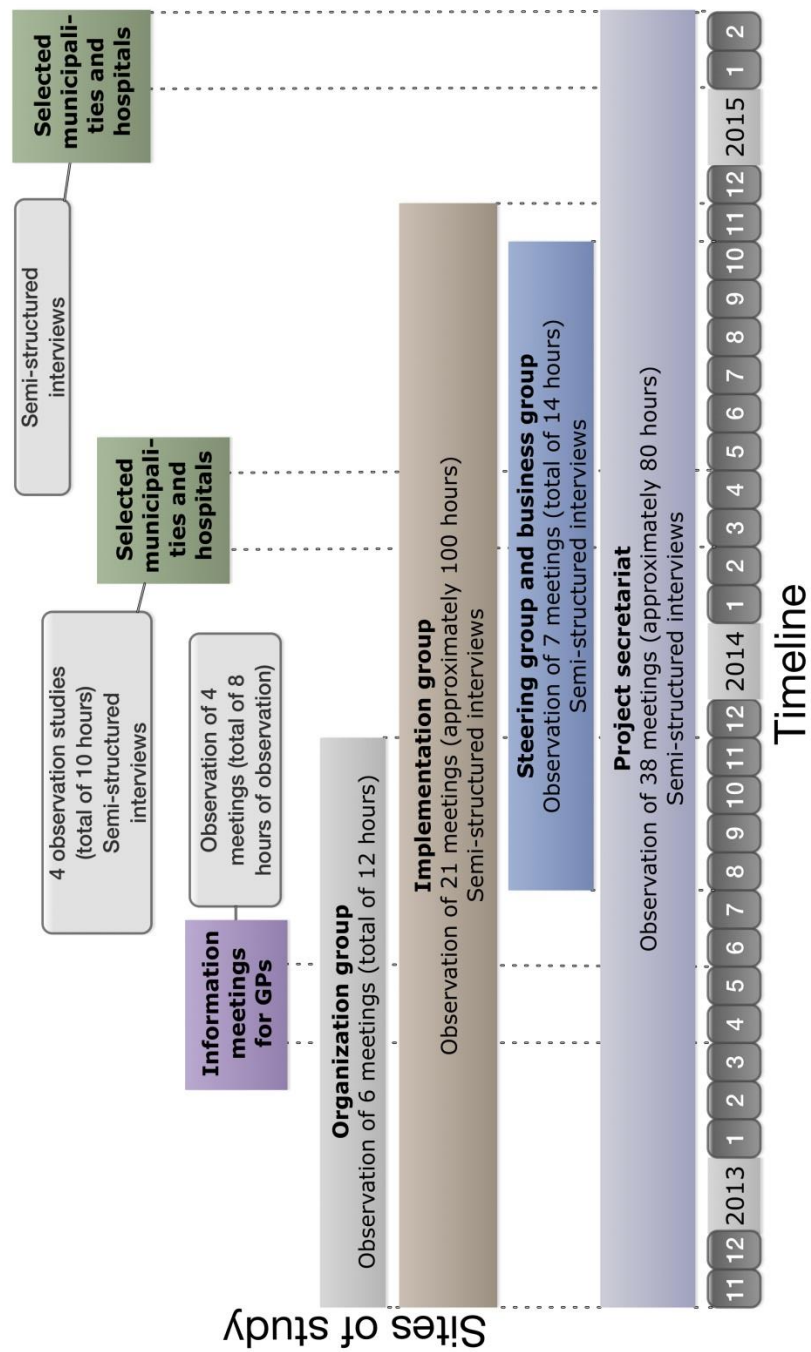 Sites of study
4 observation studies
(total of 10 hours)
Semi-structured
interviews
Semi-structured
interviews
Selected
municipali-
ties and
hospitals
Selected
municipali-
ties and
hospitals
Information
meetings
for GPs
Observation of 4
meetings (total of 8
hours of observation)
Organization group
Observation of 6 meetings (total of 12 hours)
Implementation group
Observation of 21 meetings (approximately 100 hours)
Semi-structured interviews
Steering group and business group
Observation of 7 meetings (total of 14 hours)
Semi-structured interviews
Project secretariat
Observation of 38 meetings (approximately 80 hours)
Semi-structured interviews
11 12 2013 1 2 3 4 5 6 7 8 9 10 11 12 2014 1 2 3 4 5 6 7 8 9 10 11 12 2015 1 2
Timeline